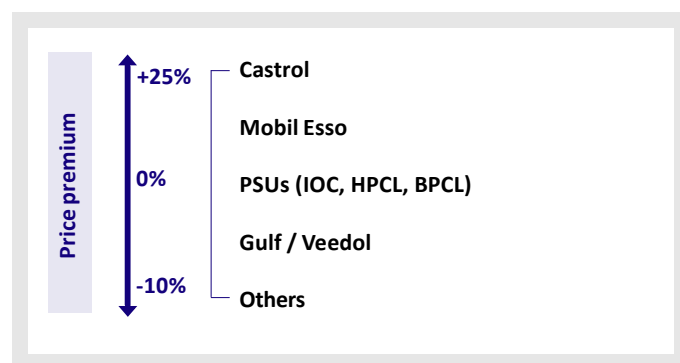 Price premium
+25%
0%
-10%
Castrol
Mobil Esso
PSUs (IOC, HPCL, BPCL)
Gulf / Veedol
Others